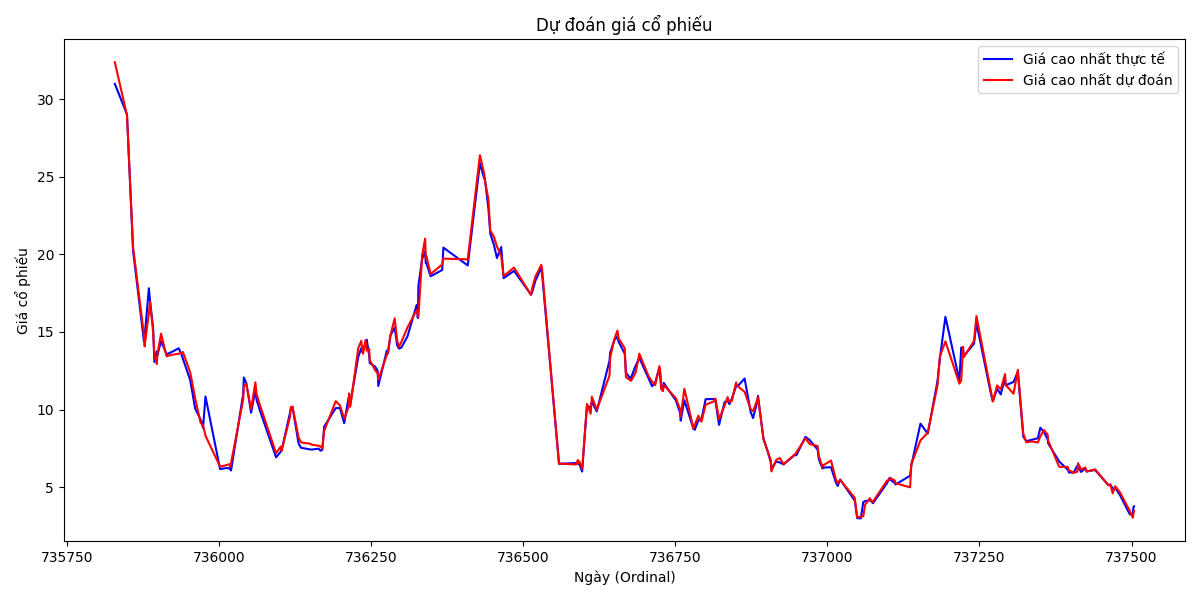 Dự đoán giá cổ phiếu
Giá cao nhất thực tế
Giá cao nhất dự đoán
Giá cổ phiếu
30
25
20
15
10
5
735750 736000 736250 736500 736750 737000 737250 737500
Ngày (Ordinal)